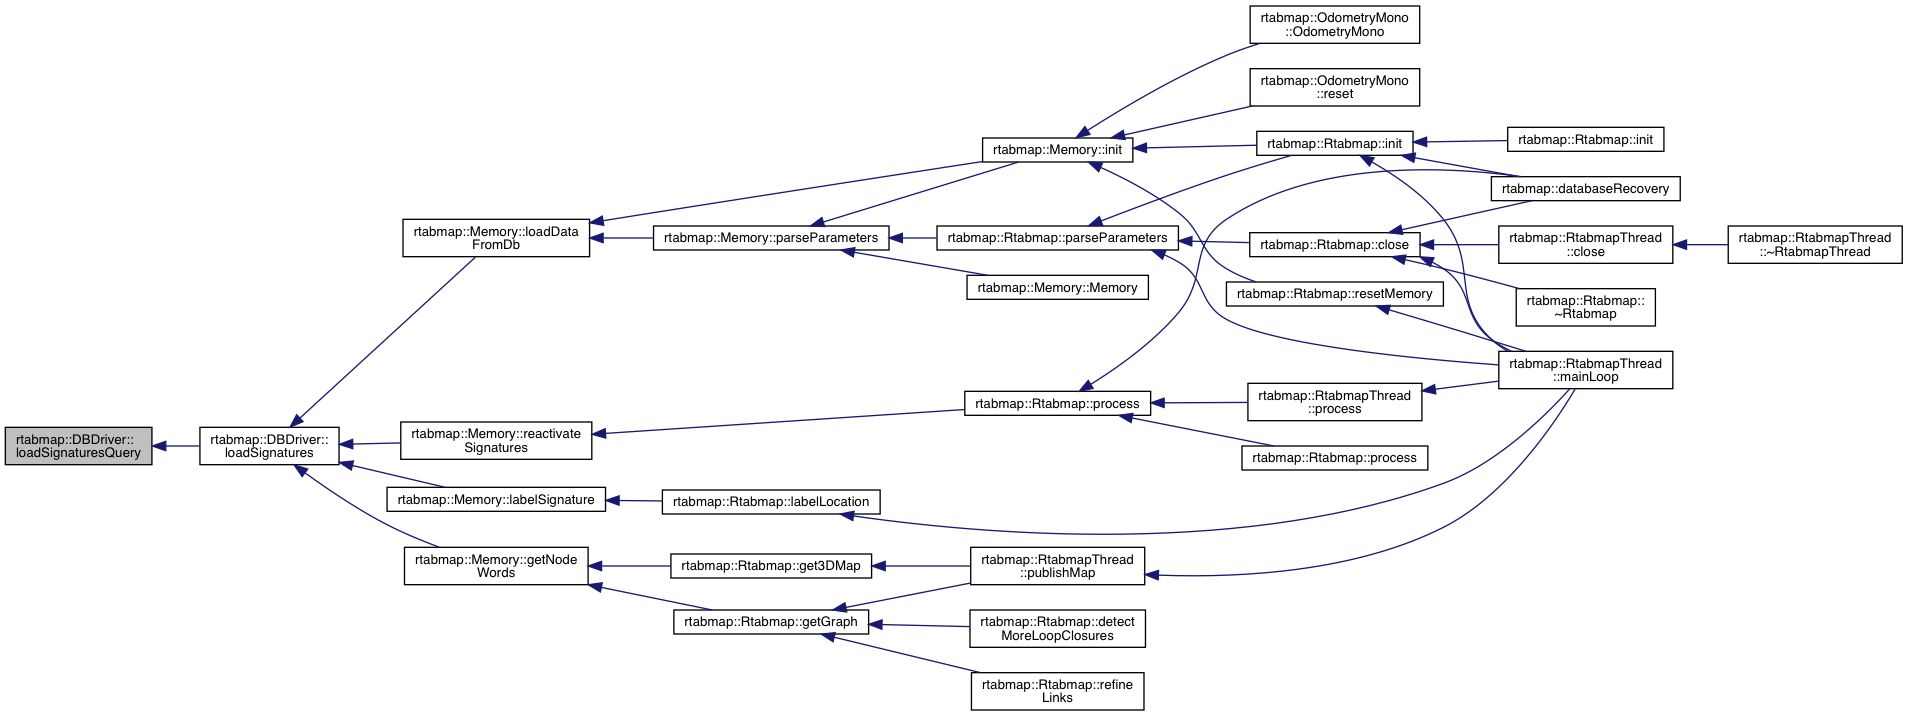 rtabmap::DBDriver::
loadSignaturesQuery
rtabmap::DBDriver::
loadSignatures
rtabmap::Memory::loadData
FromDb
rtabmap::Memory::reactivate
Signatures
rtabmap::Memory::labelSignature
rtabmap::Memory::getNode
Words
rtabmap::Memory::parseParameters
rtabmap::Rtabmap::labelLocation
rtabmap::Rtabmap::get3DMap
rtabmap::Rtabmap::getGraph
rtabmap::Memory::init
rtabmap::Rtabmap::parseParameters
rtabmap::Memory::Memory
rtabmap::Rtabmap::process
rtabmap::RtabmapThread
::publishMap
rtabmap::Rtabmap::detect
MoreLoopClosures
rtabmap::Rtabmap::refine
Links
rtabmap::OdometryMono
::OdometryMono
rtabmap::OdometryMono
::reset
rtabmap::Rtabmap::init
rtabmap::Rtabmap::close
rtabmap::Rtabmap::resetMemory
rtabmap::RtabmapThread
::process
rtabmap::Rtabmap::process
rtabmap::Rtabmap::init
rtabmap::databaseRecovery
rtabmap::RtabmapThread
::close
rtabmap::Rtabmap::
~Rtabmap
rtabmap::RtabmapThread
::mainLoop
rtabmap::RtabmapThread
::~RtabmapThread